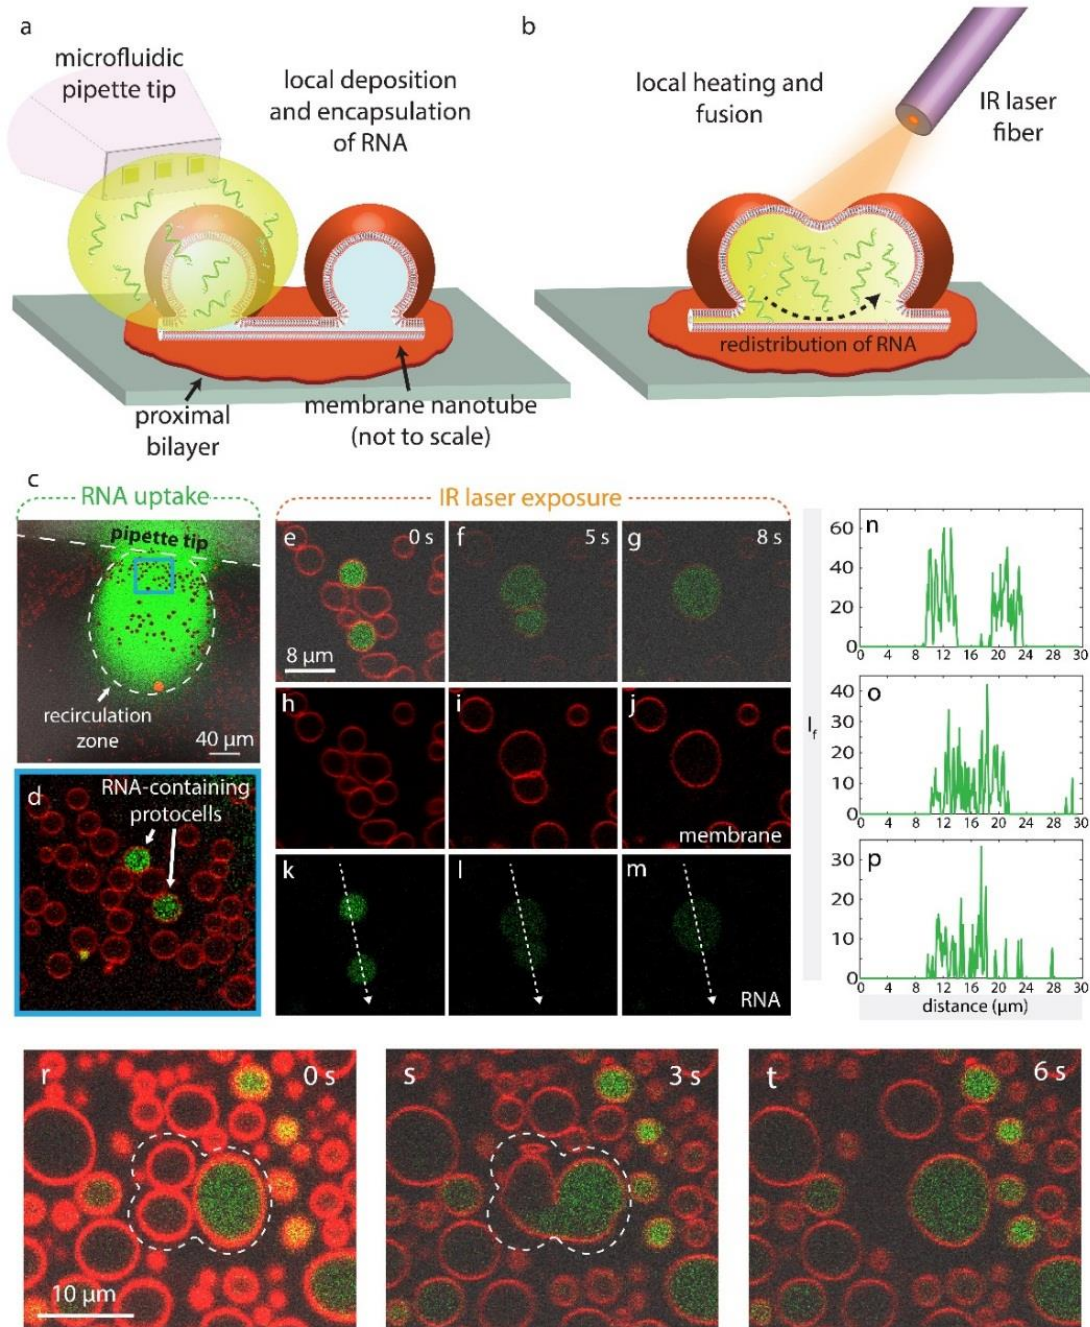 a
microfluidic
pipette tip
local deposition
and encapsulation
of RNA
proximal
bilayer
membrane nanotube
(not to scale)
b
local heating and
fusion
IR laser
fiber
redistribution of RNA
c
RNA uptake
pipette tip
recirculation
zone
40 µm
d
RNA-containing
protocells
IR laser exposure
e
0 s
8 µm
f
5 s
g
8 s
h
i
j
membrane
k
l
m
RNA
n
60
40
20
0
0 4 8 12 16 20 24 30
o
40
30
20
10
0
0 4 8 12 16 20 24 30
I_f
p
30
20
10
0
0 4 8 12 16 20 24 30
distance (µm)
r
0 s
10 µm
s
3 s
t
6 s